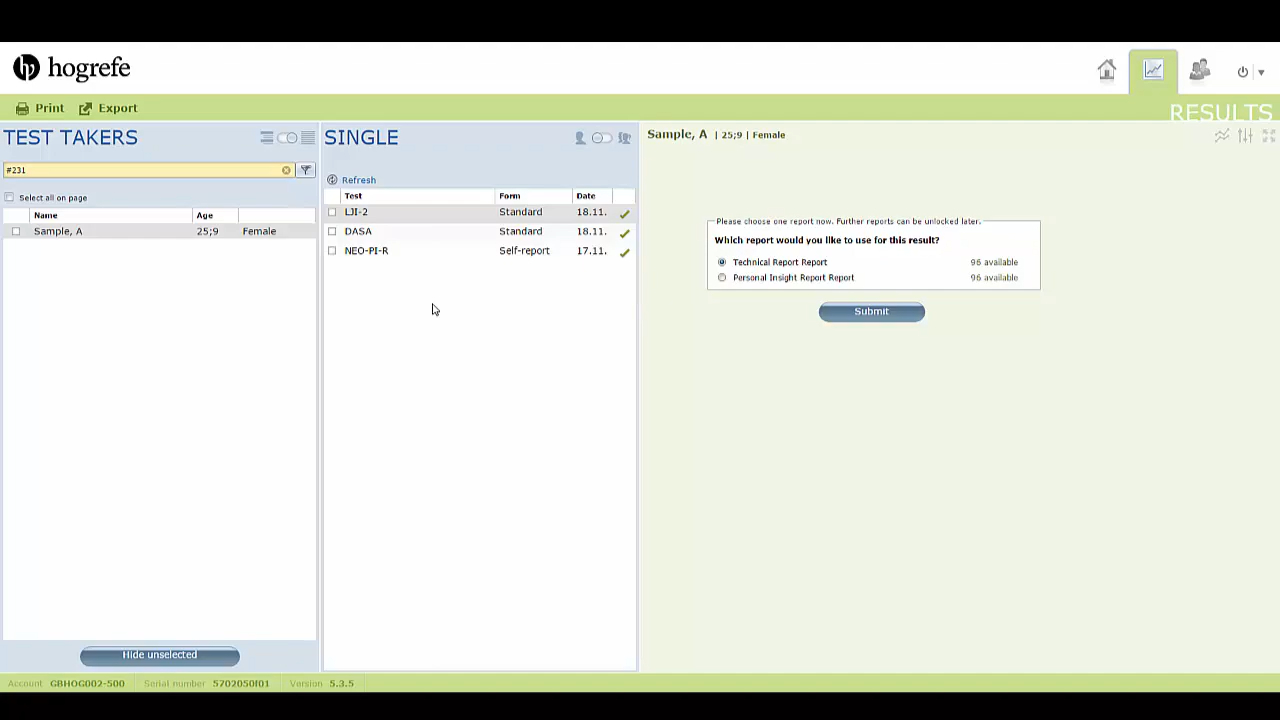 hp hogrefe
Print Export
RESULTS
TEST TAKERS
#231
Select all on page
Name Age
Sample, A 25;9 Female
Hide unselected
SINGLE
Refresh
Test Form Date
LJI-2 Standard 18.11.
DASA Standard 18.11.
NEO-PI-R Self-report 17.11.
Sample, A | 25;9 | Female
Please choose one report now. Further reports can be unlocked later.
Which report would you like to use for this result?
Technical Report Report 96 available
Personal Insight Report Report 96 available
Submit
Account GBHOG002-500 Serial number 5702050f01 Version 5.3.5